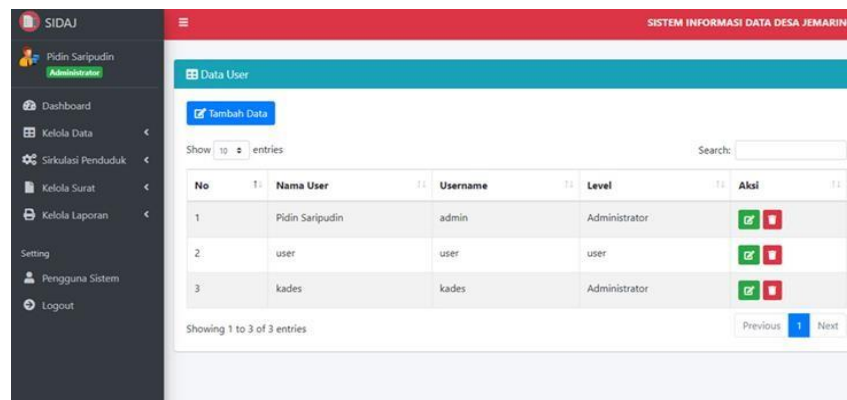 SIDAJ
SISTEM INFORMASI DATA DESA JEMARIN
Pidin Saripudin
Administrator
Dashboard
Kelola Data
Sirkulasi Penduduk
Kelola Surat
Kelola Laporan
Setting
Pengguna Sistem
Logout
Data User
Tambah Data
Show 10 entries
Search:
No Nama User Username Level Aksi
1 Pidin Saripudin admin Administrator
2 user user user
3 kades kades Administrator
Showing 1 to 3 of 3 entries
Previous 1 Next